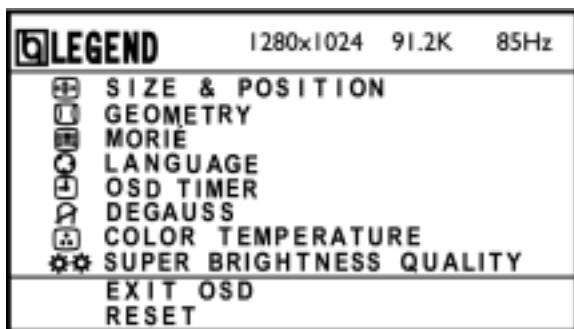 LEGEND 1280x1024 91.2K 85Hz
SIZE & POSITION
GEOMETRY
MORIÉ
LANGUAGE
OSD TIMER
DEGAUSS
COLOR TEMPERATURE
SUPER BRIGHTNESS QUALITY
EXIT OSD
RESET